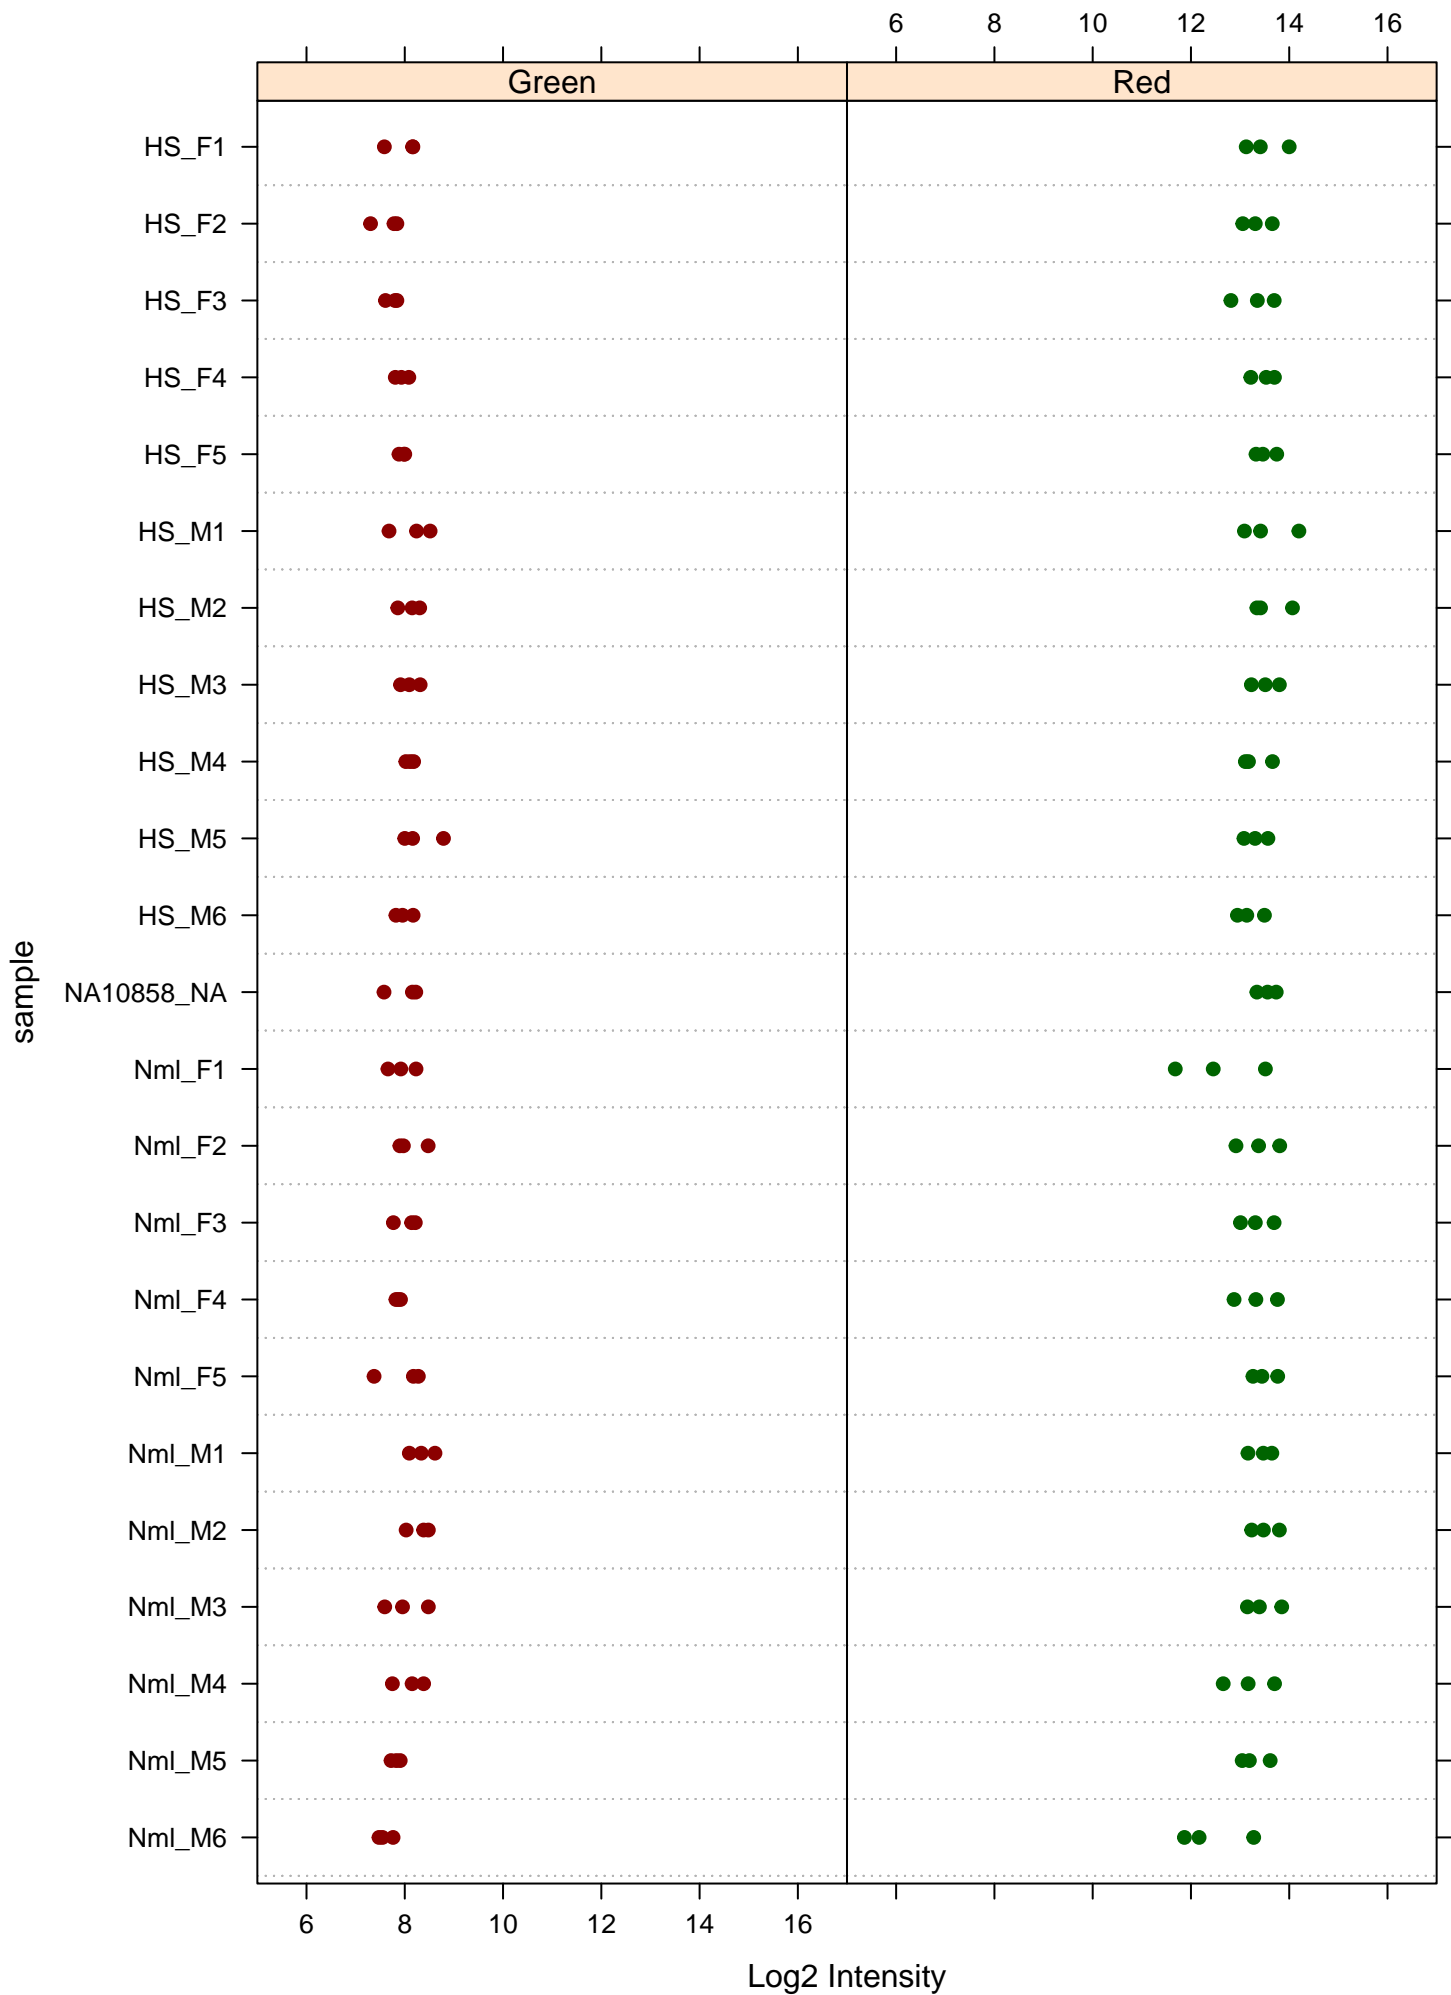 6 8 10 12 14 16
Green Red
HS_F1
HS_F2
HS_F3
HS_F4
HS_F5
HS_M1
HS_M2
HS_M3
HS_M4
HS_M5
HS_M6
NA10858_NA
Nml_F1
Nml_F2
Nml_F3
Nml_F4
Nml_F5
Nml_M1
Nml_M2
Nml_M3
Nml_M4
Nml_M5
Nml_M6
sample
6 8 10 12 14 16
Log2 Intensity